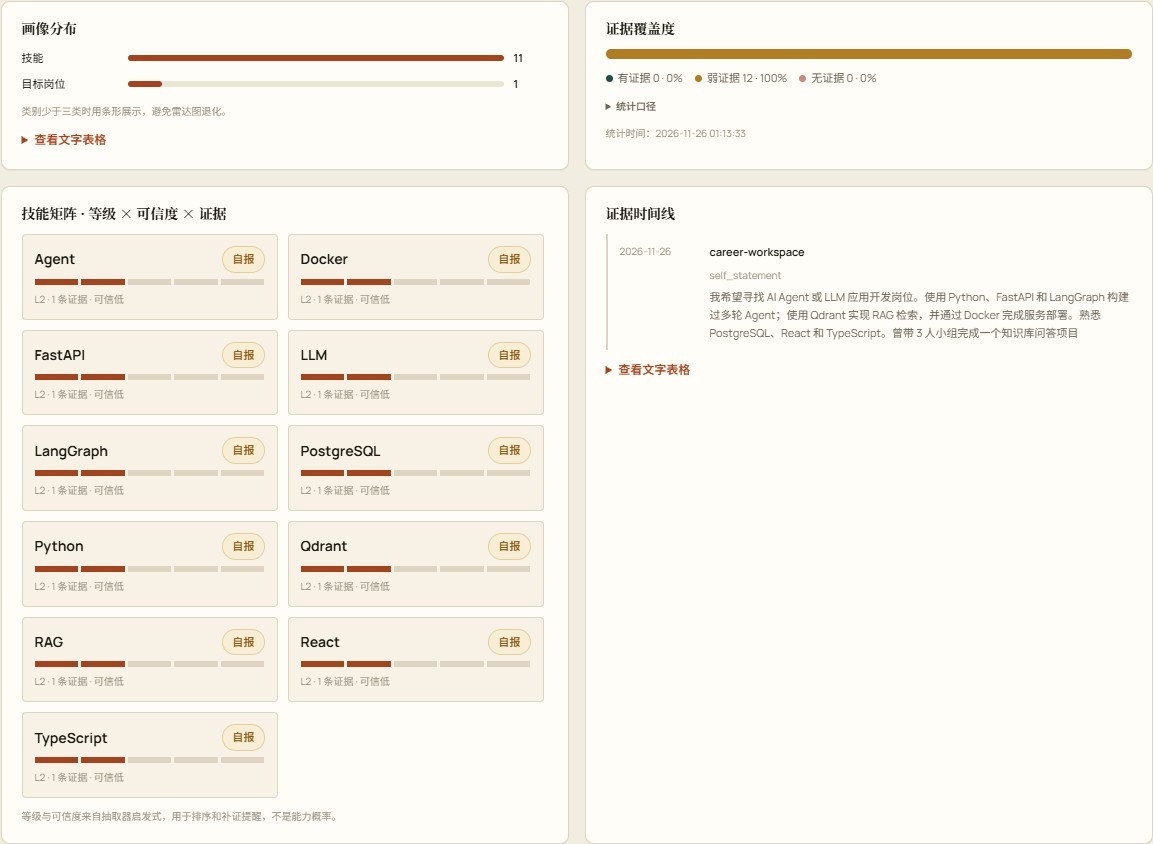 画像分布
技能 11
目标岗位 1
类别少于三类时用条形展示，避免雷达图退化。
查看文字表格
证据覆盖度
有证据 0 · 0% 弱证据 12 · 100% 无证据 0 · 0%
统计口径
统计时间：2026-11-26 01:13:33
技能矩阵 · 等级 × 可信度 × 证据
Agent 自报
L2 · 1 条证据 · 可信低
Docker 自报
L2 · 1 条证据 · 可信低
FastAPI 自报
L2 · 1 条证据 · 可信低
LLM 自报
L2 · 1 条证据 · 可信低
LangGraph 自报
L2 · 1 条证据 · 可信低
PostgreSQL 自报
L2 · 1 条证据 · 可信低
Python 自报
L2 · 1 条证据 · 可信低
Qdrant 自报
L2 · 1 条证据 · 可信低
RAG 自报
L2 · 1 条证据 · 可信低
React 自报
L2 · 1 条证据 · 可信低
TypeScript 自报
L2 · 1 条证据 · 可信低
等级与可信度来自抽取器启发式，用于排序和补证提醒，不是能力概率。
证据时间线
2026-11-26 career-workspace
self_statement
我希望寻找 AI Agent 或 LLM 应用开发岗位。使用 Python、FastAPI 和 LangGraph 构建
过多轮 Agent；使用 Qdrant 实现 RAG 检索，并通过 Docker 完成服务部署。熟悉
PostgreSQL、React 和 TypeScript。曾带 3 人小组完成一个知识库问答项目
查看文字表格